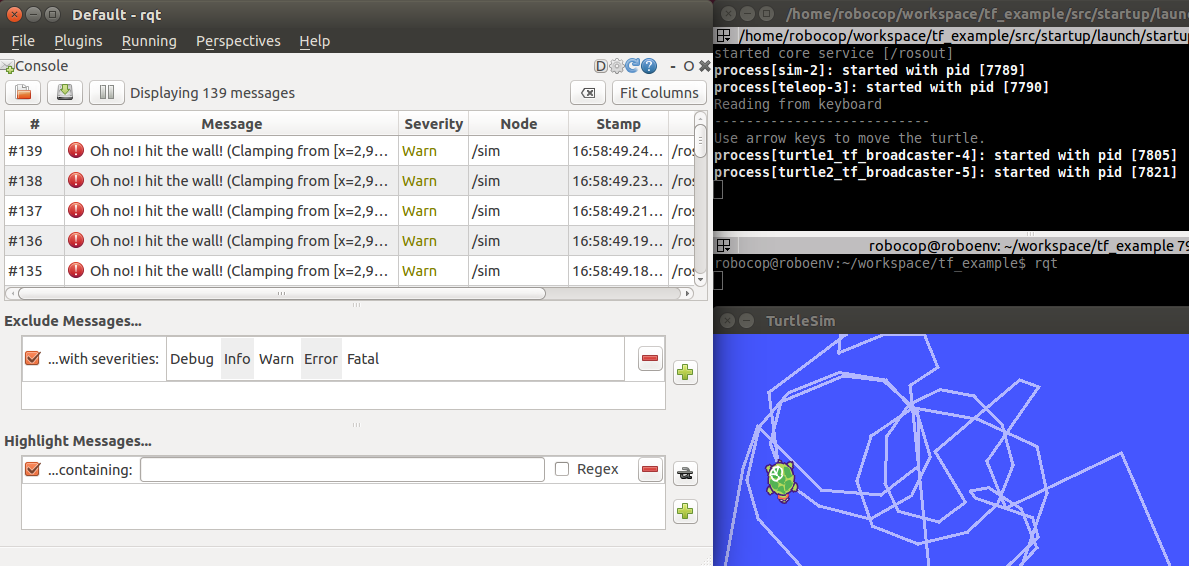 Default - rqt
File Plugins Running Perspectives Help
Console
D - O
Displaying 139 messages
Fit Columns
# Message Severity Node Stamp
#139 Oh no! I hit the wall! (Clamping from [x=2,9... Warn /sim 16:58:49.24... /ros
#138 Oh no! I hit the wall! (Clamping from [x=2,9... Warn /sim 16:58:49.23... /ros
#137 Oh no! I hit the wall! (Clamping from [x=2,9... Warn /sim 16:58:49.21... /ros
#136 Oh no! I hit the wall! (Clamping from [x=2,9... Warn /sim 16:58:49.19... /ros
#135 Oh no! I hit the wall! (Clamping from [x=2,9... Warn /sim 16:58:49.18... /ros
Exclude Messages...
...with severities: Debug Info Warn Error Fatal
Highlight Messages...
...containing: Regex
/home/robocop/workspace/tf_example/src/startup/laun
/home/robocop/workspace/tf_example/src/startup/launch/startup
started core service [/rosout]
process[sim-2]: started with pid [7789]
process[teleop-3]: started with pid [7790]
Reading from keyboard
---------------------------
Use arrow keys to move the turtle.
process[turtle1_tf_broadcaster-4]: started with pid [7805]
process[turtle2_tf_broadcaster-5]: started with pid [7821]
robocop@roboenv: ~/workspace/tf_example 79
robocop@roboenv:~/workspace/tf_example$ rqt
TurtleSim